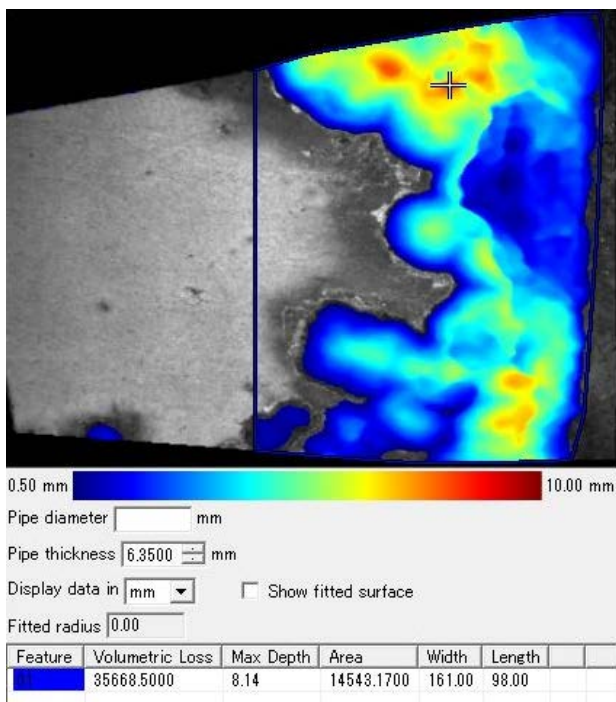 0.50 mm 10.00 mm
Pipe diameter mm
Pipe thickness 6.3500 mm
Display data in mm Show fitted surface
Fitted radius 0.00
Feature Volumetric Loss Max Depth Area Width Length
01 35668.5000 8.14 14543.1700 161.00 98.00